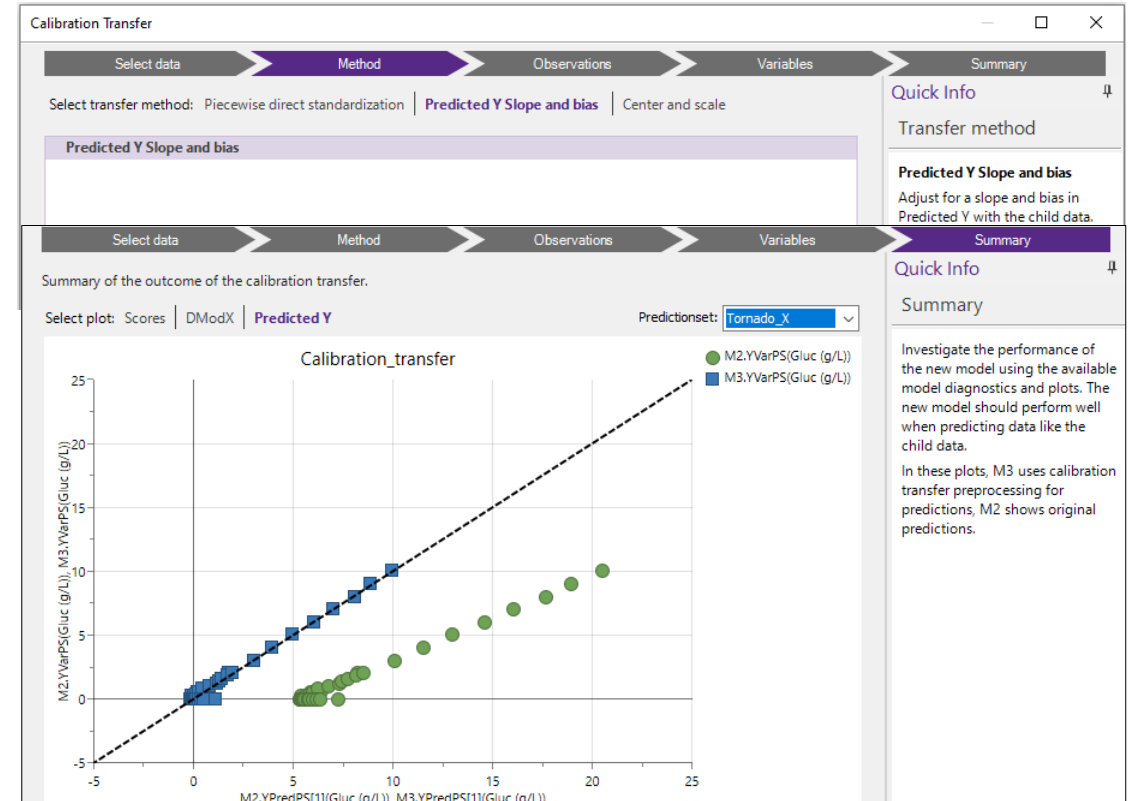 Calibration Transfer
Select data
Method
Observations
Variables
Summary
Select transfer method: Piecewise direct standardization | Predicted Y Slope and bias | Center and scale
Predicted Y Slope and bias
Quick Info
Transfer method
Predicted Y Slope and bias
Adjust for a slope and bias in
Predicted Y with the child data.
Select data
Method
Observations
Variables
Summary
Summary of the outcome of the calibration transfer.
Select plot: Scores | DModX | Predicted Y
Predictionset: Tornado_X
Calibration_transfer
M2.YVarPS(Gluc (g/L))
M3.YVarPS(Gluc (g/L))
M2.YVarPS(Gluc (g/L)), M3.YVarPS(Gluc (g/L))
25
20
15
10
5
0
-5
-5
0
5
10
15
20
25
M2.YPredPS[1](Gluc (g/L)), M3.YPredPS[1](Gluc (g/L))
Quick Info
Summary
Investigate the performance of
the new model using the available
model diagnostics and plots. The
new model should perform well
when predicting data like the
child data.
In these plots, M3 uses calibration
transfer preprocessing for
predictions, M2 shows original
predictions.